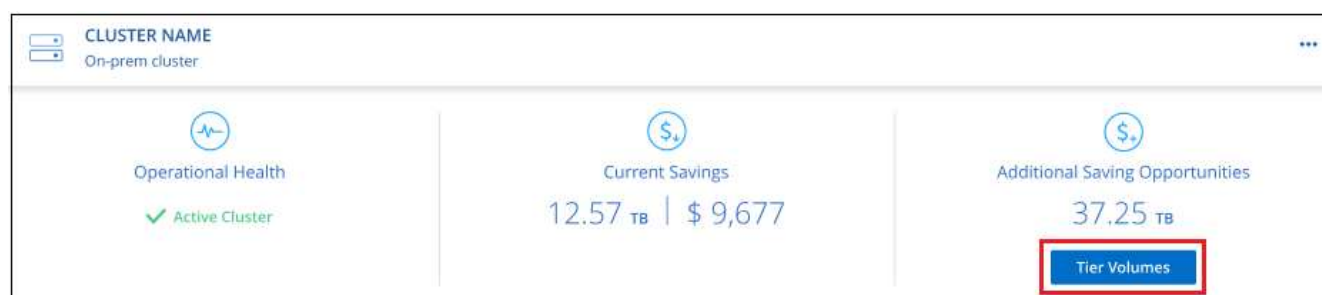 CLUSTER NAME
On-prem cluster
Operational Health
Active Cluster
Current Savings
12.57 TB | $ 9,677
Additional Saving Opportunities
37.25 TB
Tier Volumes